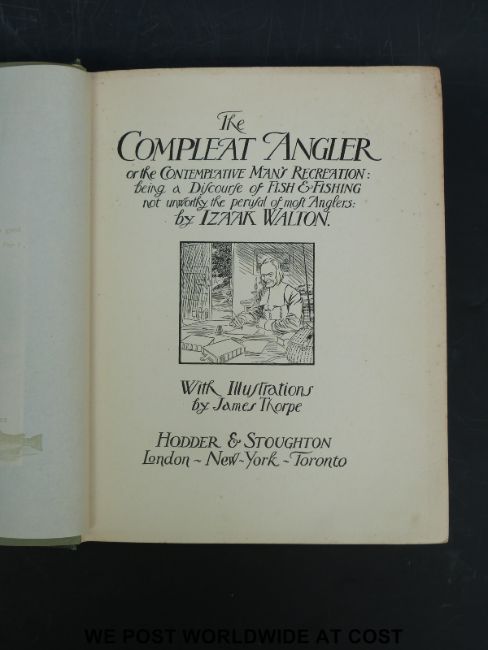 The
COMPLEAT ANGLER
or the CONTEMPLATIVE MAN'S RECREATION:
being a Discourse of FISH & FISHING
not unworthy the perusal of most Anglers:
by IZAAK WALTON.
With Illustrations
by James Thorpe
HODDER & STOUGHTON
London ~ New~York ~ Toronto
WE POST WORLDWIDE AT COST